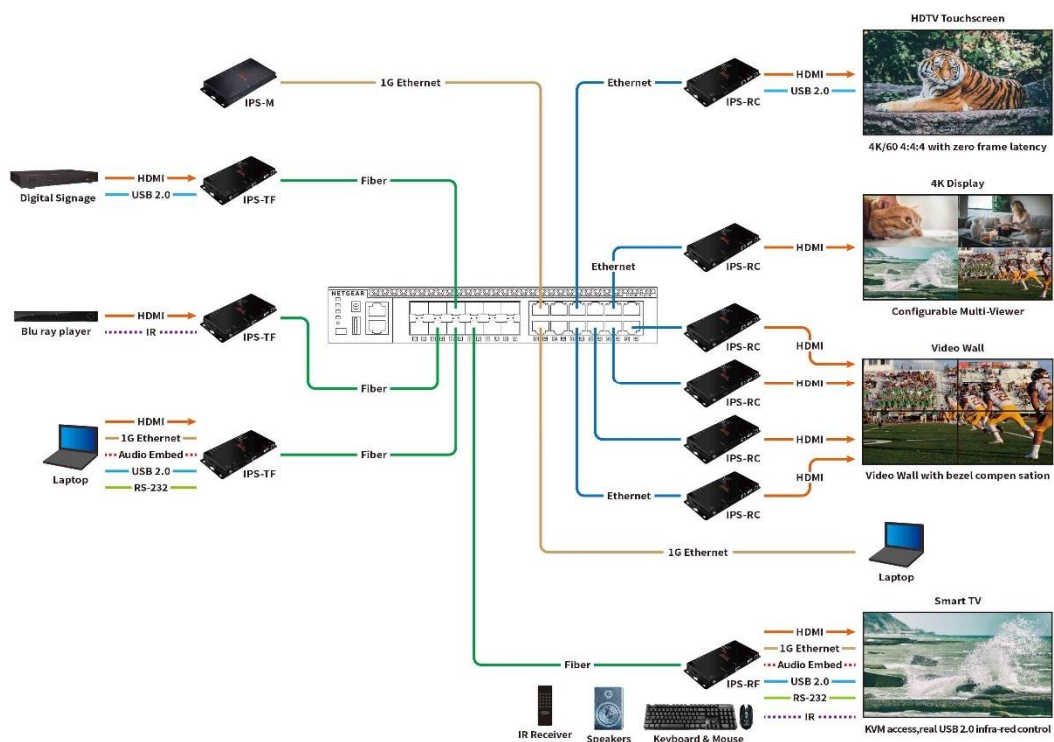 HDTV Touchscreen
IPS-M
1G Ethernet
Ethernet
IPS-RC
HDMI
USB 2.0
4K/60 4:4:4 with zero frame latency
Digital Signage
HDMI
USB 2.0
IPS-TF
Fiber
4K Display
Ethernet
IPS-RC
HDMI
Configurable Multi-Viewer
NETGEAR
Blu ray player
HDMI
IR
IPS-TF
Fiber
IPS-RC
HDMI
Video Wall
IPS-RC
HDMI
Laptop
HDMI
1G Ethernet
Audio Embed
USB 2.0
RS-232
IPS-TF
Fiber
IPS-RC
HDMI
Ethernet
IPS-RC
HDMI
Video Wall with bezel compen sation
1G Ethernet
Laptop
Smart TV
Fiber
IPS-RF
HDMI
1G Ethernet
Audio Embed
USB 2.0
RS-232
IR
IR Receiver
Speakers
Keyboard & Mouse
KVM access,real USB 2.0 infra-red control